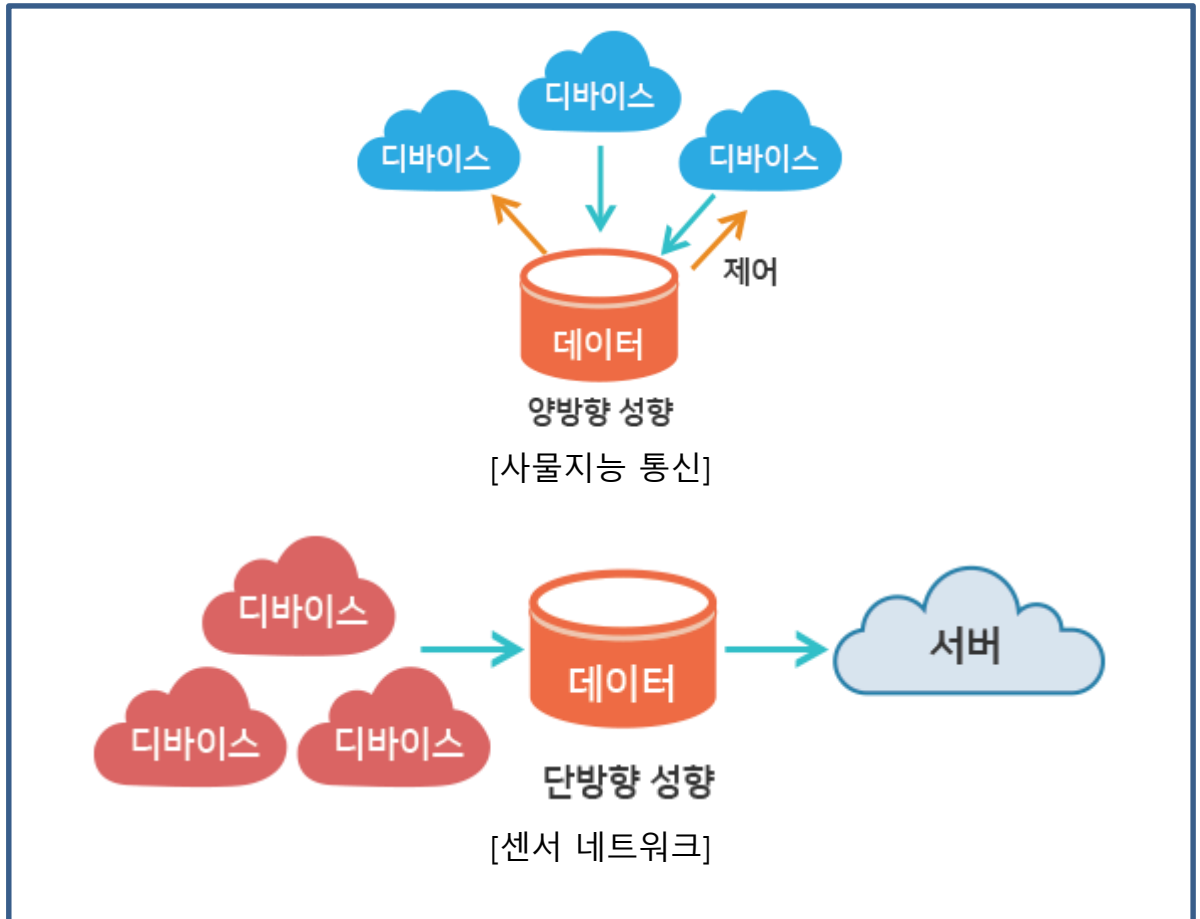 디바이스
디바이스
디바이스
제어
데이터
양방향 성향
[사물지능 통신]
디바이스
디바이스
디바이스
데이터
서버
단방향 성향
[센서 네트워크]